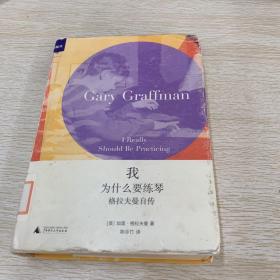 Gary Graffman
I Really
Should Be Practicing
我
为什么要练琴
格拉夫曼自传
[美] 加里·格拉夫曼 著